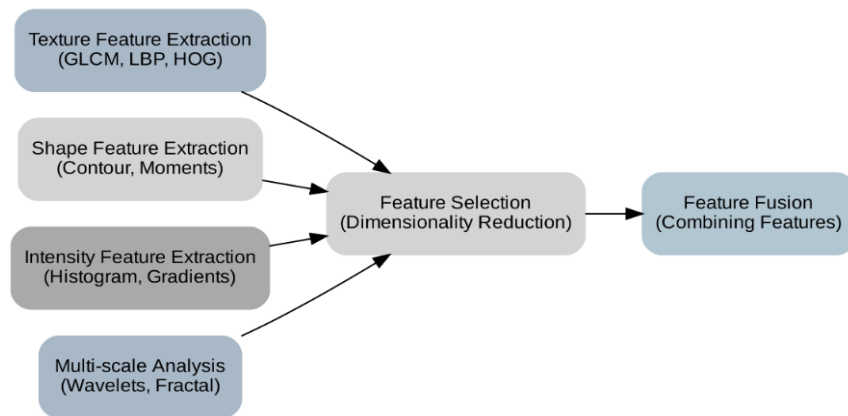 Texture Feature Extraction
(GLCM, LBP, HOG)
Shape Feature Extraction
(Contour, Moments)
Intensity Feature Extraction
(Histogram, Gradients)
Multi-scale Analysis
(Wavelets, Fractal)
Feature Selection
(Dimensionality Reduction)
Feature Fusion
(Combining Features)